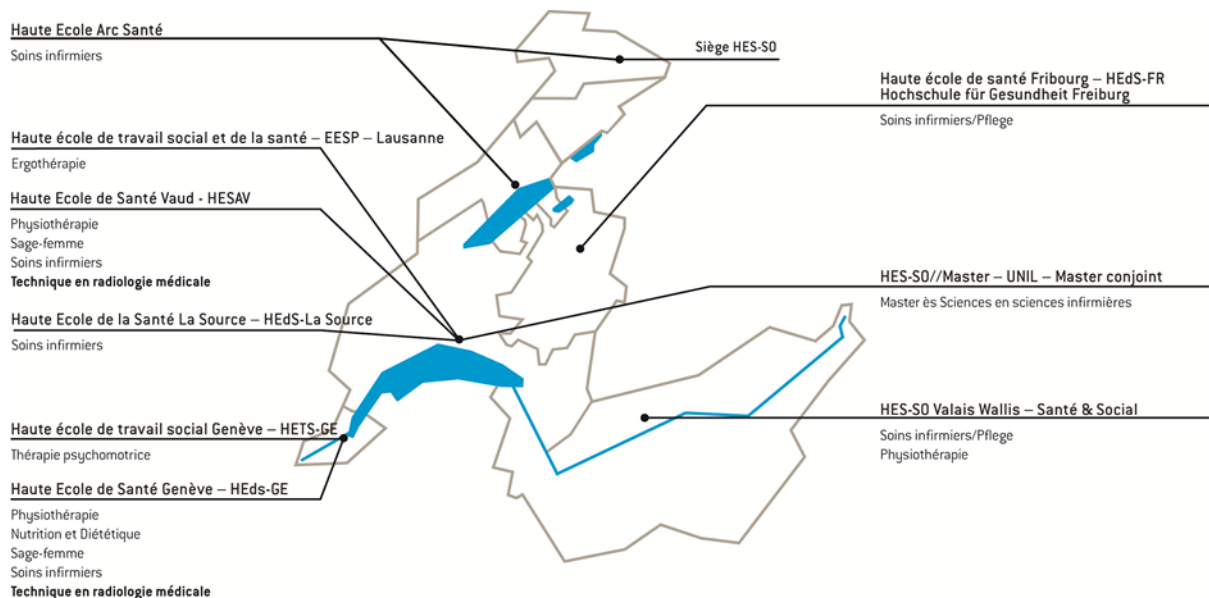 Haute Ecole Arc Santé
Soins infirmiers
Siège HES-SO
Haute école de santé Fribourg – HEdS-FR
Hochschule für Gesundheit Freiburg
Soins infirmiers/Pflege
Haute école de travail social et de la santé – EESP – Lausanne
Ergothérapie
Haute Ecole de Santé Vaud - HESAV
Physiothérapie
Sage-femme
Soins infirmiers
Technique en radiologie médicale
HES-SO//Master – UNIL – Master conjoint
Master ès Sciences en sciences infirmières
Haute Ecole de la Santé La Source – HEdS-La Source
Soins infirmiers
HES-SO Valais Wallis – Santé & Social
Soins infirmiers/Pflege
Physiothérapie
Haute école de travail social Genève – HETS-GE
Thérapie psychomotrice
Haute Ecole de Santé Genève – HEds-GE
Physiothérapie
Nutrition et Diététique
Sage-femme
Soins infirmiers
Technique en radiologie médicale